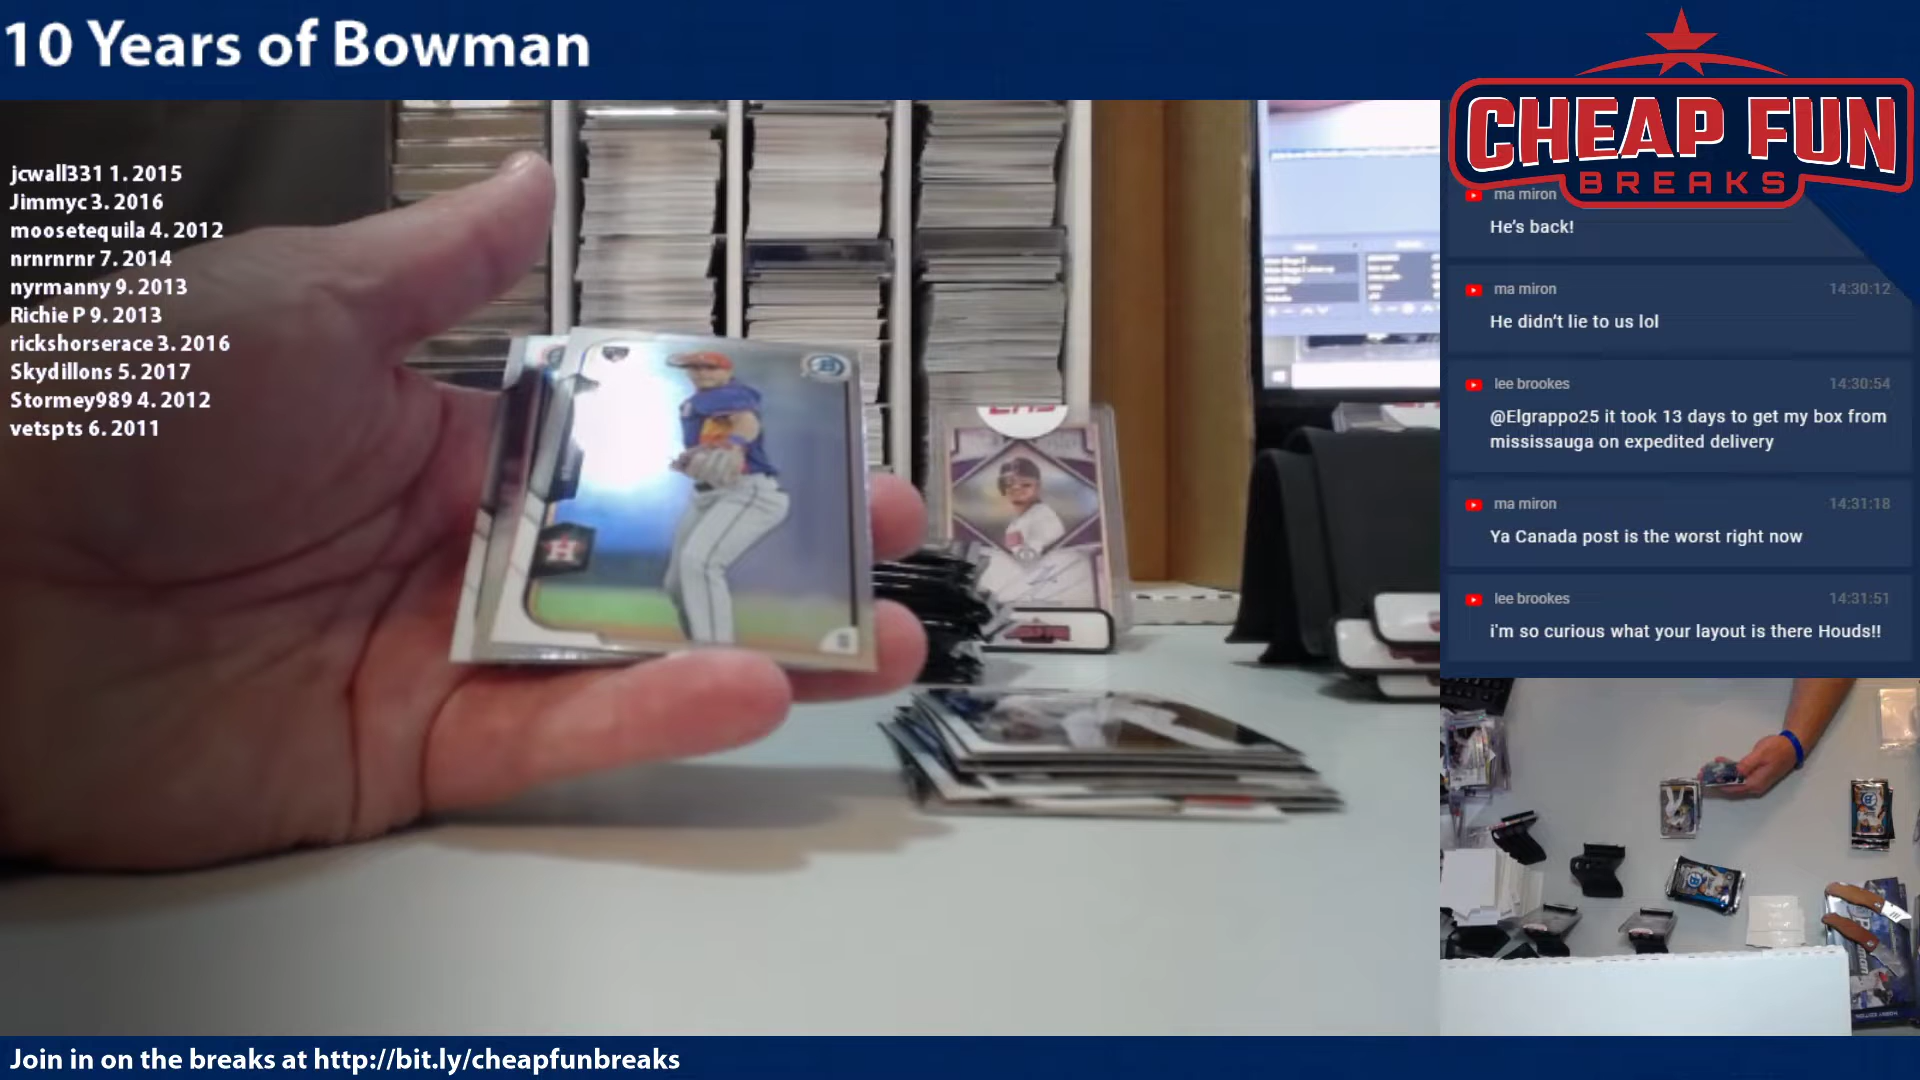 10 Years of Bowman
CHEAP FUN
BREAKS
jcwall331 1. 2015
Jimmyc 3. 2016
moosetequila 4. 2012
nrnrnrnr 7. 2014
nyrmanny 9. 2013
Richie P 9. 2013
rickshorserace 3. 2016
Skydillons 5. 2017
Stormey989 4. 2012
vetspts 6. 2011
ma miron
He's back!
ma miron 14:30:12
He didn't lie to us lol
lee brookes 14:30:54
@Elgrappo25 it took 13 days to get my box from
mississauga on expedited delivery
ma miron 14:31:18
Ya Canada post is the worst right now
lee brookes 14:31:51
i'm so curious what your layout is there Houds!!
H
B
Join in on the breaks at http://bit.ly/cheapfunbreaks